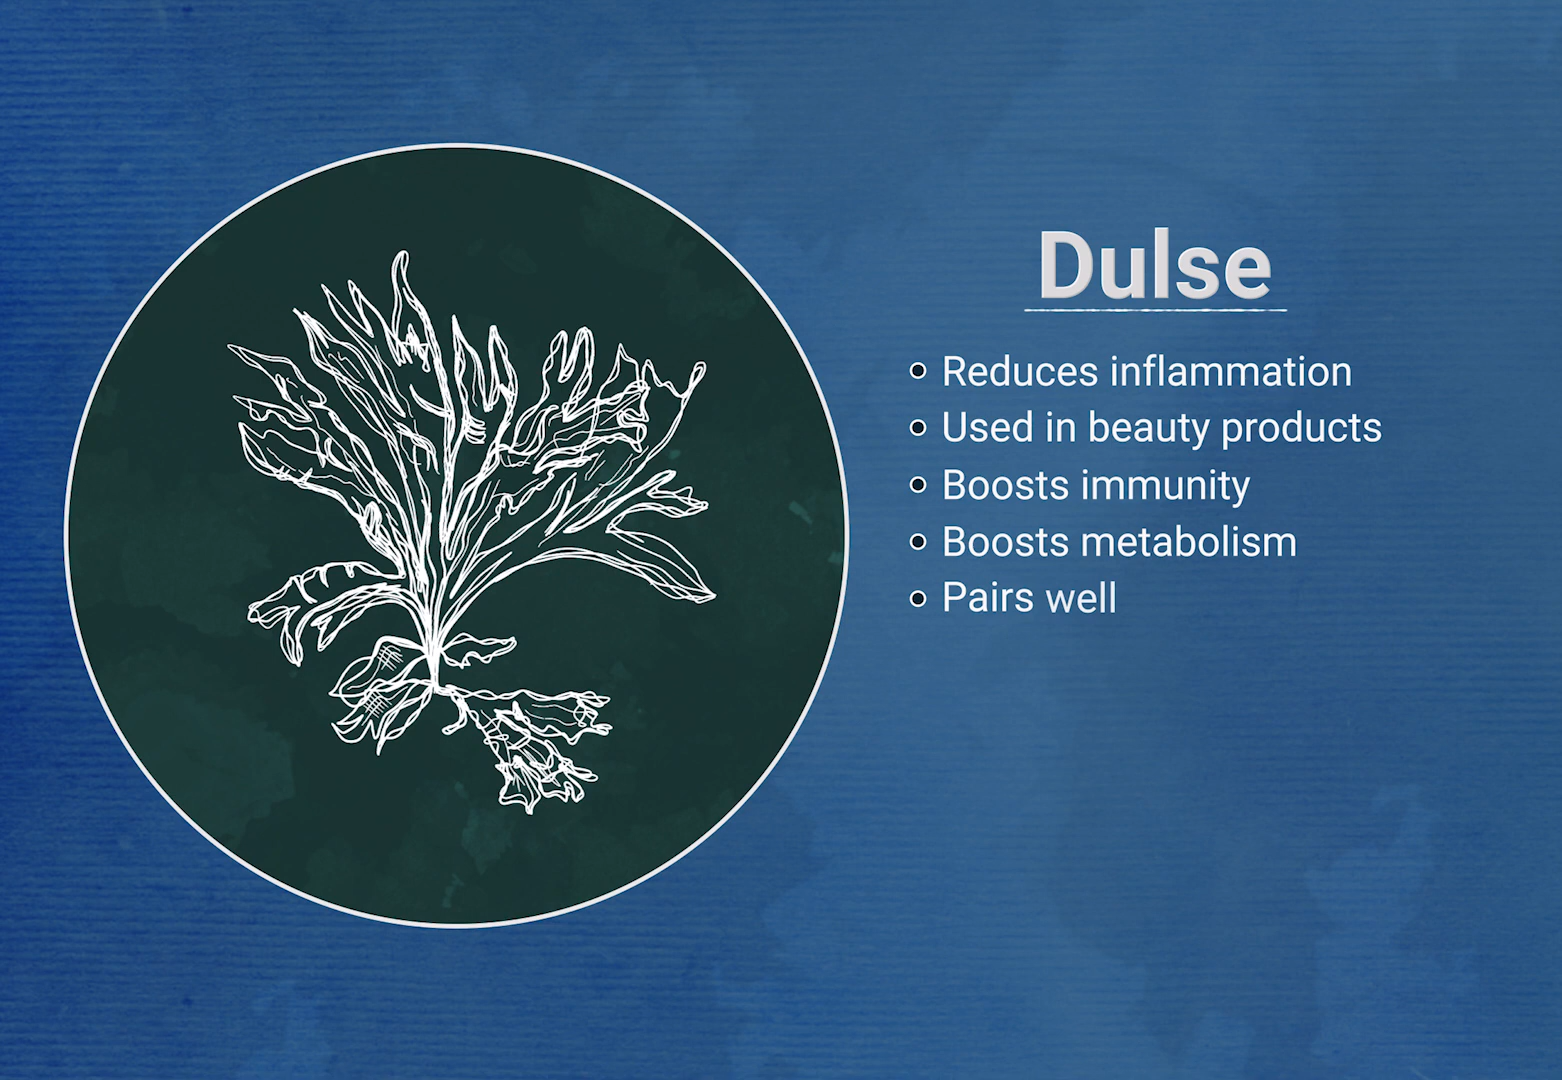 Dulse
Reduces inflammation
Used in beauty products
Boosts immunity
Boosts metabolism
Pairs well